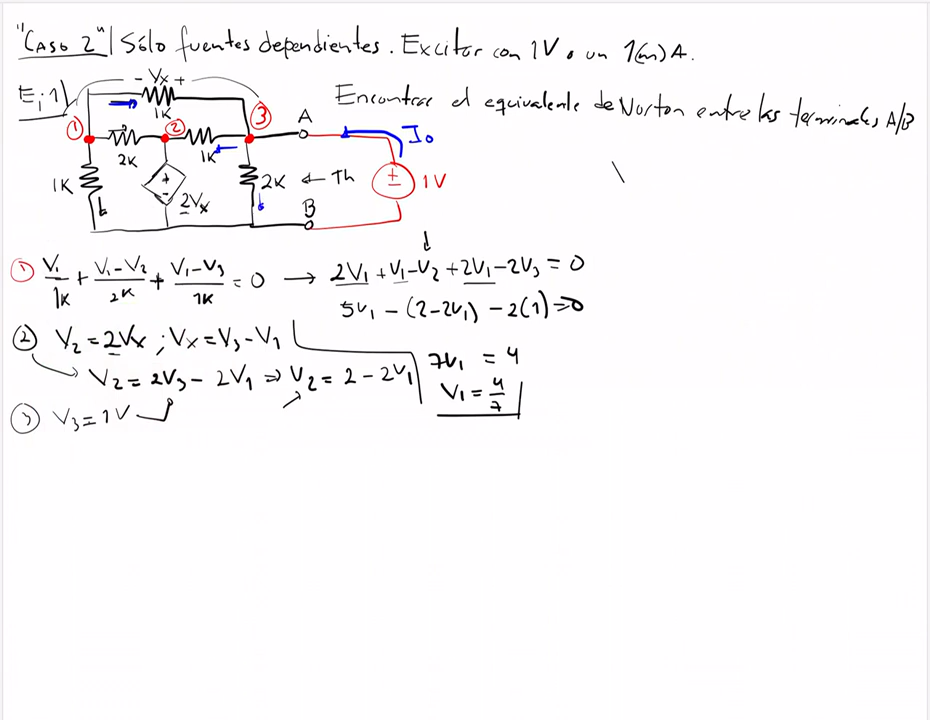 "Caso 2" | Sólo fuentes dependientes. Excitar con 1V o un 1(m)A.
Ej 1)
Encontrar el equivalente de Norton entre los terminales A/B
- Vx +
1K
① ② ③ A I₀
2K 1K
1K 2K ← Th + - 1V
+ - 2Vx B
① V₁/1K + (V₁-V₂)/2K + (V₁-V₃)/1K = 0 → 2V₁ + V₁-V₂ + 2V₁-2V₃ = 0
5V₁ - (2-2V₁) - 2(1) = 0
② V₂ = 2Vx ; Vx = V₃ - V₁
7V₁ = 4
V₂ = 2V₃ - 2V₁ ⇒ V₂ = 2 - 2V₁
V₁ = 4/7
③ V₃ = 1V